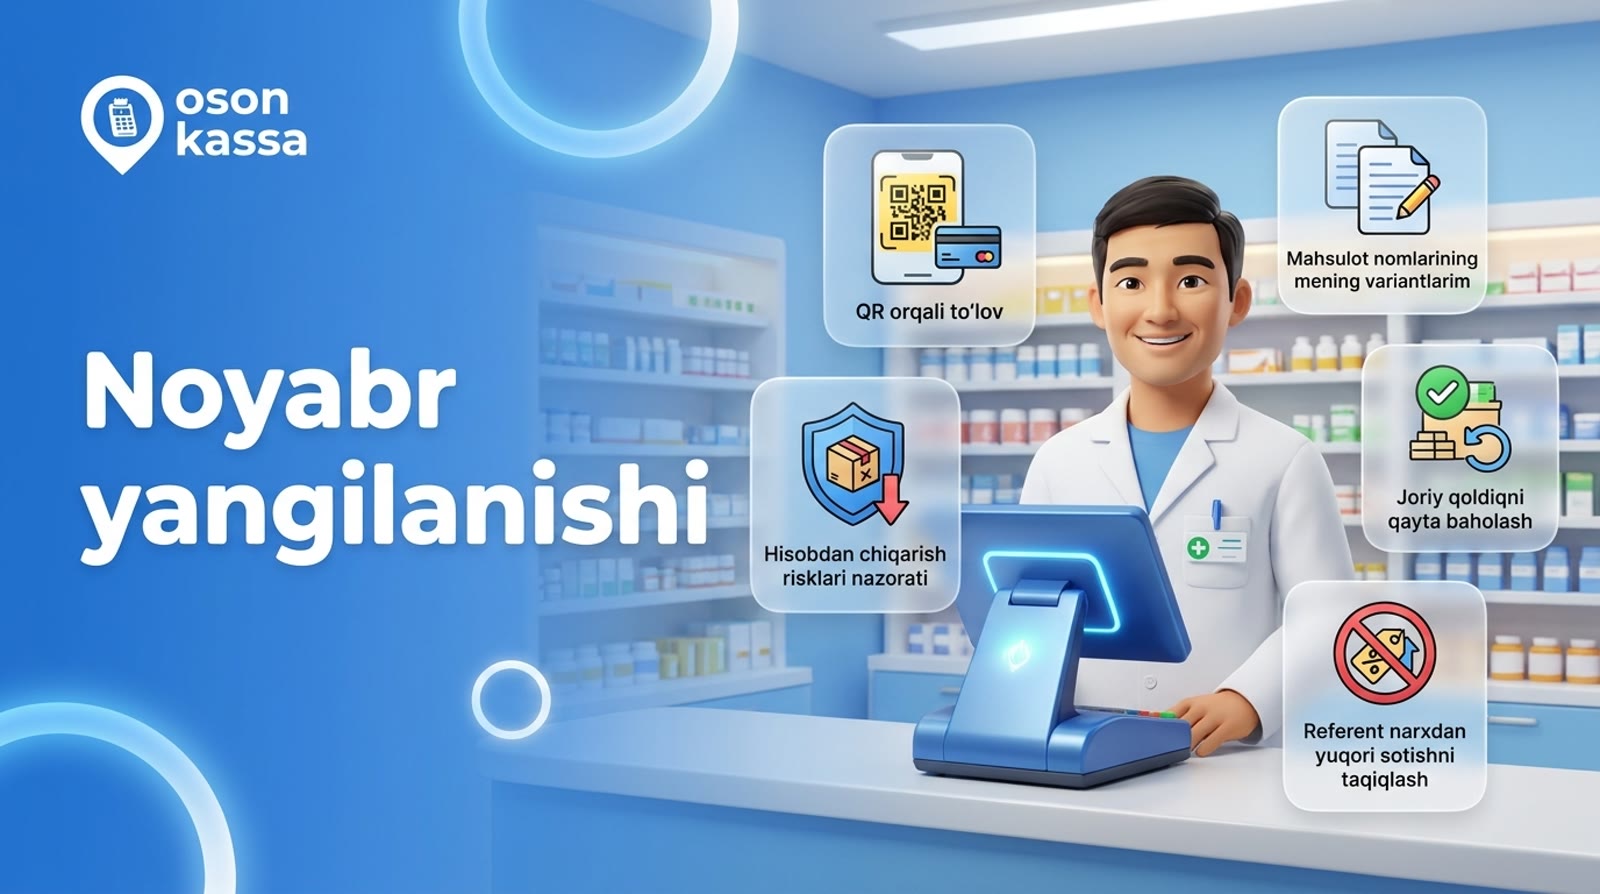 oson
kassa
Noyabr
yangilanishi
QR orqali to‘lov
Mahsulot nomlarining
mening variantlarim
Hisobdan chiqarish
risklari nazorati
Joriy qoldiqni
qayta baholash
Referent narxdan
yuqori sotishni
taqiqlash